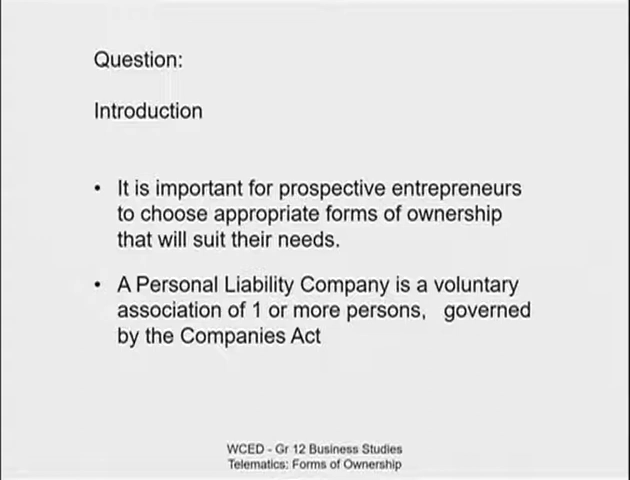 Question:
Introduction
• It is important for prospective entrepreneurs
to choose appropriate forms of ownership
that will suit their needs.
• A Personal Liability Company is a voluntary
association of 1 or more persons, governed
by the Companies Act
WCED - Gr 12 Business Studies
Telematics: Forms of Ownership